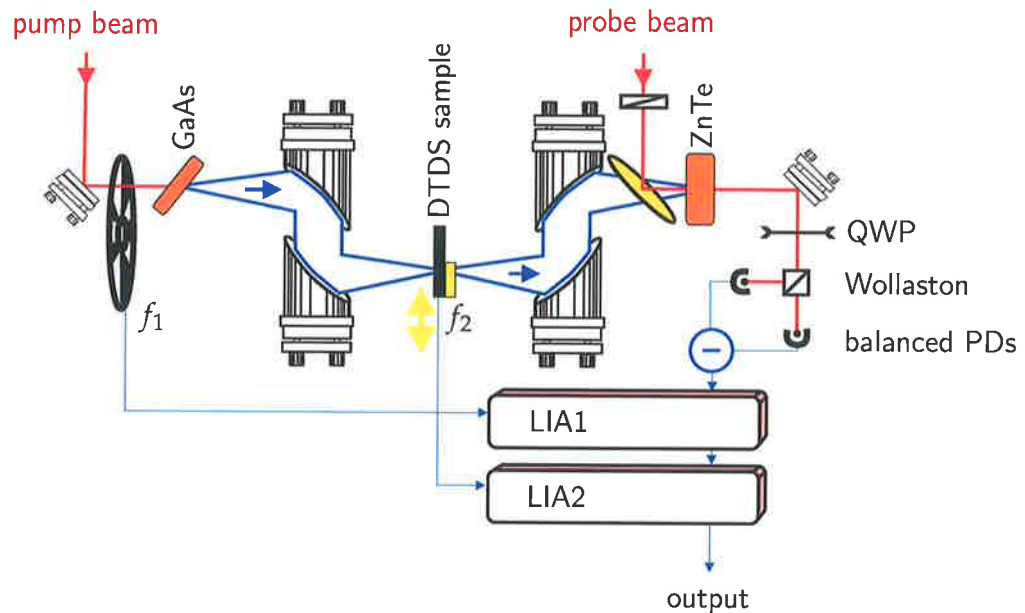 pump beam
probe beam
GaAs
DTDS sample
ZnTe
QWP
Wollaston
balanced PDs
f1
f2
LIA1
LIA2
output